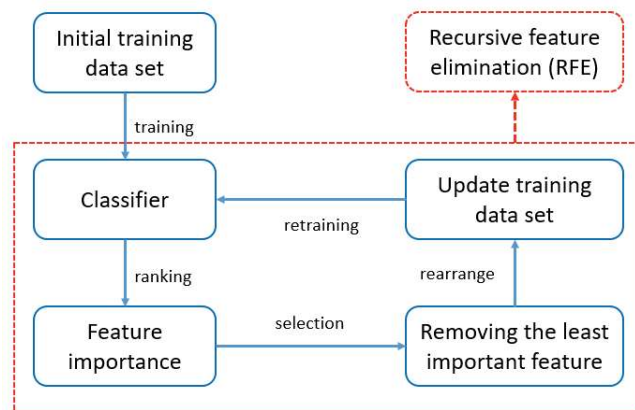 Initial training
data set
Recursive feature
elimination (RFE)
training
Classifier
Update training
data set
retraining
ranking
rearrange
Feature
importance
selection
Removing the least
important feature